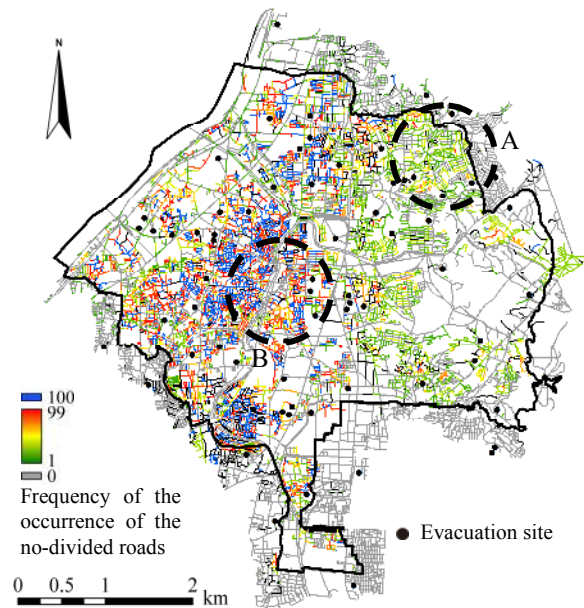 N
A
B
100
99
1
0
Frequency of the
occurrence of the
no-divided roads
Evacuation site
0 0.5 1 2
km